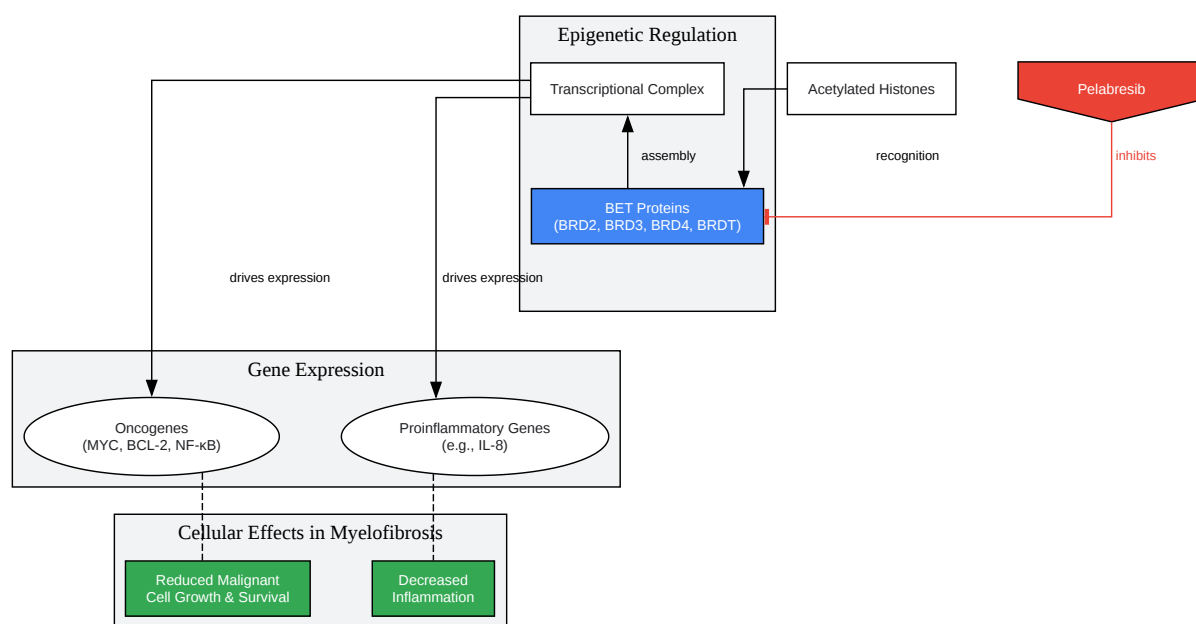 Epigenetic Regulation
Transcriptional Complex
Acetylated Histones
Pelabresib
assembly
recognition
inhibits
BET Proteins
(BRD2, BRD3, BRD4, BRDT)
drives expression
drives expression
Gene Expression
Oncogenes
(MYC, BCL-2, NF-κB)
Proinflammatory Genes
(e.g., IL-8)
Cellular Effects in Myelofibrosis
Reduced Malignant
Cell Growth & Survival
Decreased
Inflammation